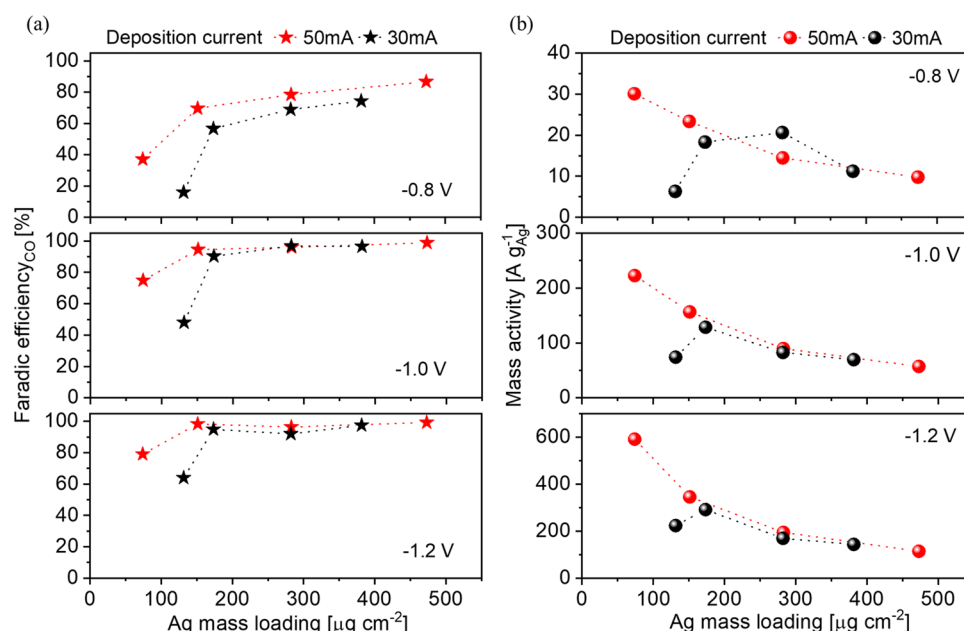 (a)
Deposition current 50mA 30mA
100
80
60
40
20
0
-0.8 V
100
80
60
40
20
0
-1.0 V
100
80
60
40
20
0
-1.2 V
0 100 200 300 400 500
Ag mass loading [μg cm-2]
Faradic efficiencyCO [%]
(b)
Deposition current 50mA 30mA
40
30
20
10
0
-0.8 V
300
200
100
0
-1.0 V
600
400
200
0
-1.2 V
0 100 200 300 400 500
Ag mass loading [μg cm-2]
Mass activity [A gAg-1]